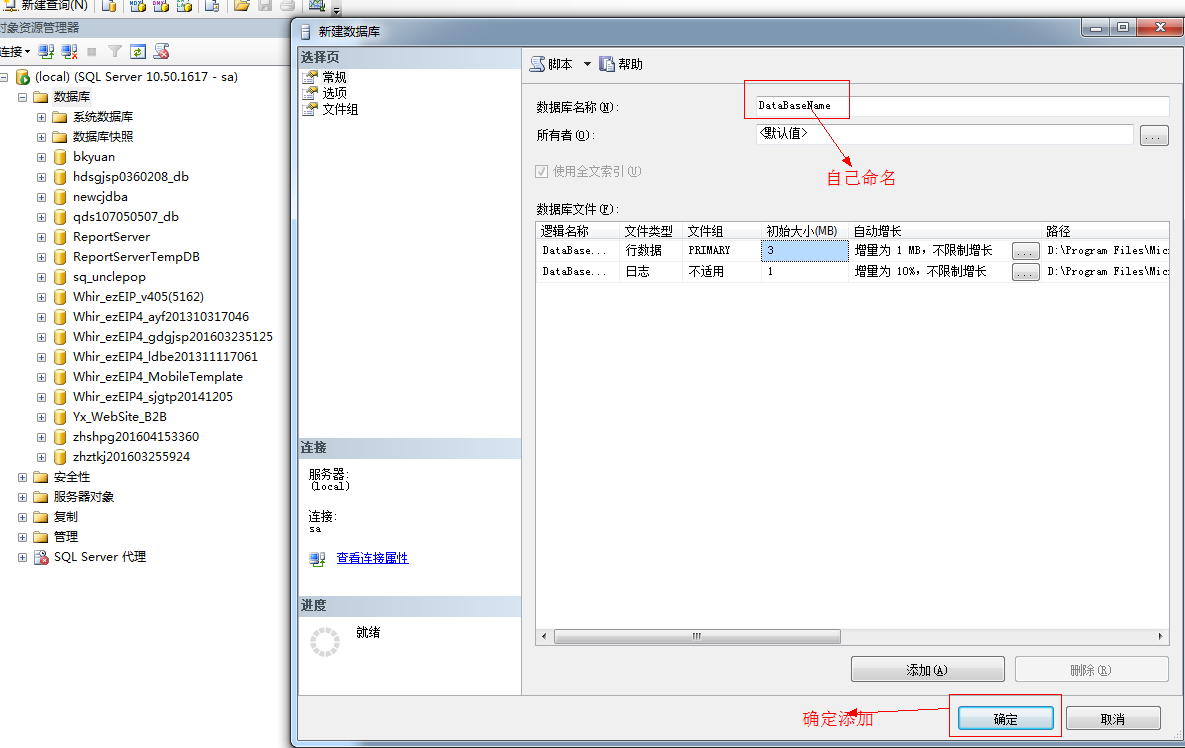 新建查询(N)
对象资源管理器
连接
(local) (SQL Server 10.50.1617 - sa)
数据库
系统数据库
数据库快照
bkyuan
hdsgjsp0360208_db
newcjdba
qds107050507_db
ReportServer
ReportServerTempDB
sq_unclepop
Whir_ezEIP_v405(5162)
Whir_ezEIP4_ayf201310317046
Whir_ezEIP4_gdgjsp201603235125
Whir_ezEIP4_ldbe201311117061
Whir_ezEIP4_MobileTemplate
Whir_ezEIP4_sjgtp20141205
Yx_WebSite_B2B
zhshpg201604153360
zhztkj201603255924
安全性
服务器对象
复制
管理
SQL Server 代理
新建数据库
选择页
常规
选项
文件组
连接
服务器:
(local)
连接:
sa
查看连接属性
进度
就绪
脚本 帮助
数据库名称(N): DataBaseName
所有者(O): <默认值> ...
自己命名
使用全文索引(U)
数据库文件(F):
逻辑名称 文件类型 文件组 初始大小(MB) 自动增长 路径
DataBase... 行数据 PRIMARY 3 增量为 1 MB，不限制增长 ... D:\Program Files\Mic
DataBase... 日志 不适用 1 增量为 10%，不限制增长 ... D:\Program Files\Mic
添加(A) 删除(R)
确定添加 确定 取消